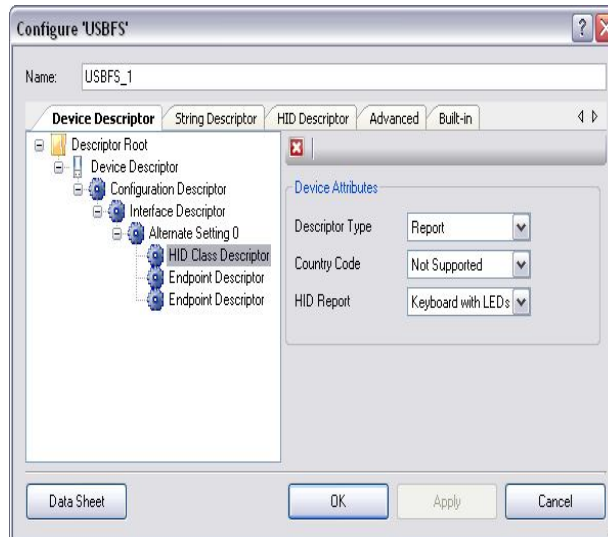 Configure 'USBFS'
Name: USBFS_1
Device Descriptor String Descriptor HID Descriptor Advanced Built-in
Descriptor Root
Device Descriptor
Configuration Descriptor
Interface Descriptor
Alternate Setting 0
HID Class Descriptor
Endpoint Descriptor
Endpoint Descriptor
Device Attributes
Descriptor Type Report
Country Code Not Supported
HID Report Keyboard with LEDs
Data Sheet OK Apply Cancel